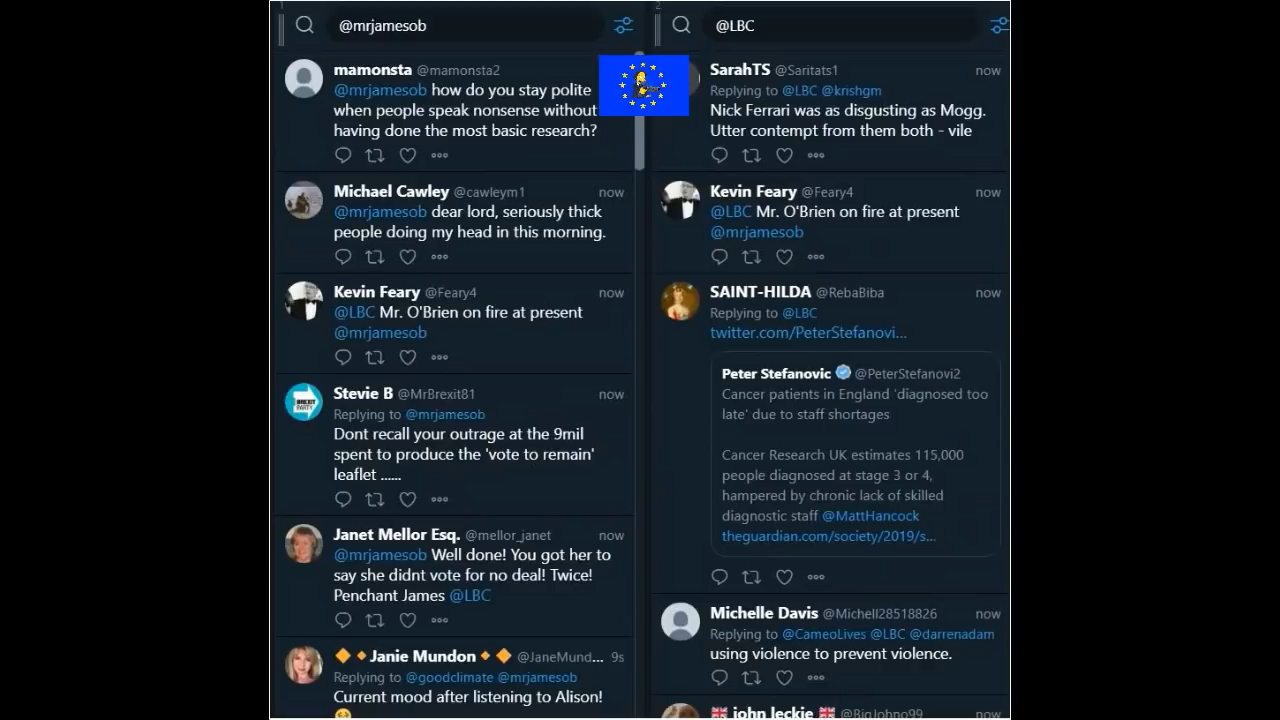 1
@mrjamesob
mamonsta @mamonsta2
@mrjamesob how do you stay polite
when people speak nonsense without
having done the most basic research?
Michael Cawley @cawleym1 now
@mrjamesob dear lord, seriously thick
people doing my head in this morning.
Kevin Feary @Feary4 now
@LBC Mr. O'Brien on fire at present
@mrjamesob
Stevie B @MrBrexit81 now
Replying to @mrjamesob
Dont recall your outrage at the 9mil
spent to produce the 'vote to remain'
leaflet ......
Janet Mellor Esq. @mellor_janet now
@mrjamesob Well done! You got her to
say she didnt vote for no deal! Twice!
Penchant James @LBC
Janie Mundon @JaneMund... 9s
Replying to @goodclimate @mrjamesob
Current mood after listening to Alison!
2
@LBC
SarahTS @Saritats1 now
Replying to @LBC @krishgm
Nick Ferrari was as disgusting as Mogg.
Utter contempt from them both - vile
Kevin Feary @Feary4 now
@LBC Mr. O'Brien on fire at present
@mrjamesob
SAINT-HILDA @RebaBiba now
Replying to @LBC
twitter.com/PeterStefanovi...
Peter Stefanovic @PeterStefanovi2
Cancer patients in England 'diagnosed too
late' due to staff shortages
Cancer Research UK estimates 115,000
people diagnosed at stage 3 or 4,
hampered by chronic lack of skilled
diagnostic staff @MattHancock
theguardian.com/society/2019/s...
Michelle Davis @Michell28518826 now
Replying to @CameoLives @LBC @darrenadam
using violence to prevent violence.
john leckie @BigJohno99 now